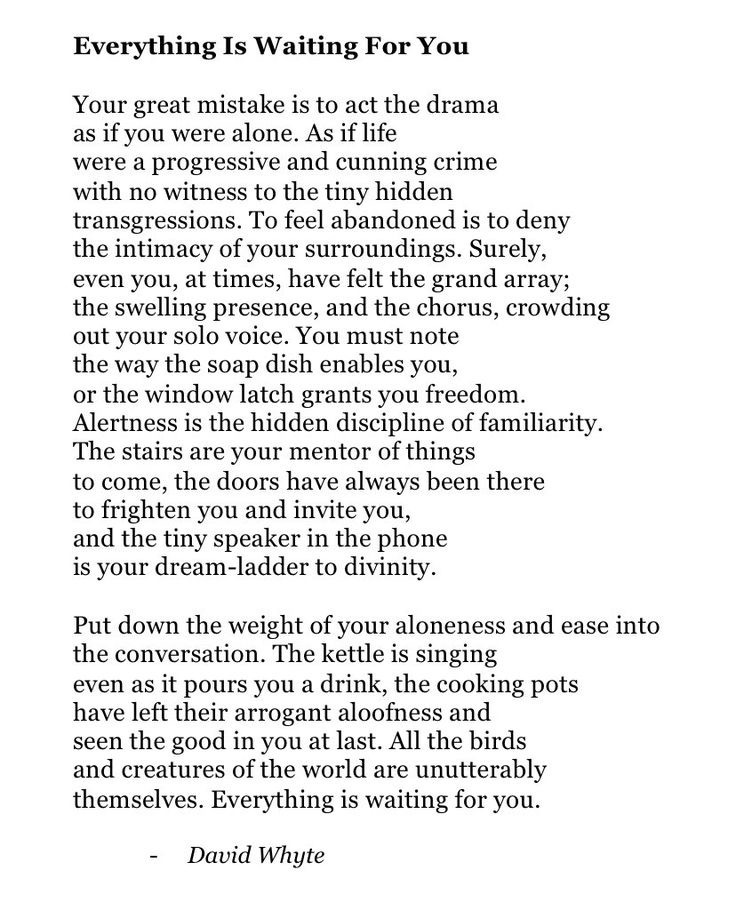 Everything Is Waiting For You
Your great mistake is to act the drama
as if you were alone. As if life
were a progressive and cunning crime
with no witness to the tiny hidden
transgressions. To feel abandoned is to deny
the intimacy of your surroundings. Surely,
even you, at times, have felt the grand array;
the swelling presence, and the chorus, crowding
out your solo voice. You must note
the way the soap dish enables you,
or the window latch grants you freedom.
Alertness is the hidden discipline of familiarity.
The stairs are your mentor of things
to come, the doors have always been there
to frighten you and invite you,
and the tiny speaker in the phone
is your dream-ladder to divinity.
Put down the weight of your aloneness and ease into
the conversation. The kettle is singing
even as it pours you a drink, the cooking pots
have left their arrogant aloofness and
seen the good in you at last. All the birds
and creatures of the world are unutterably
themselves. Everything is waiting for you.
- David Whyte